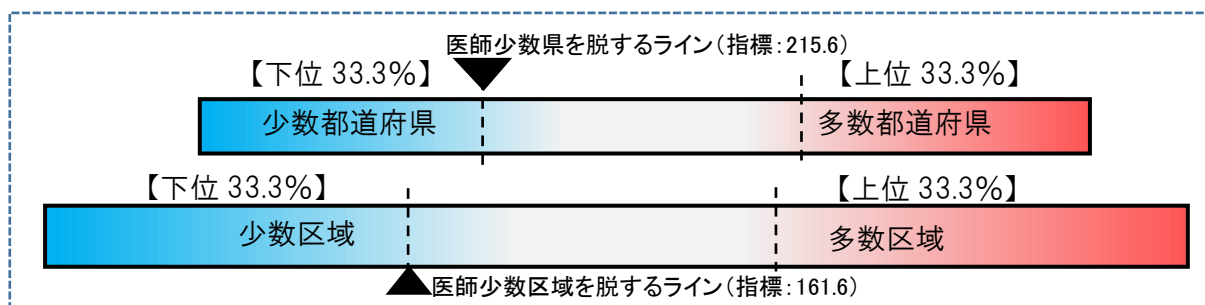 医師少数県を脱するライン（指標：215.6）
【下位 33.3％】
【上位 33.3％】
少数都道府県
多数都道府県
【下位 33.3％】
【上位 33.3％】
少数区域
多数区域
医師少数区域を脱するライン（指標：161.6）